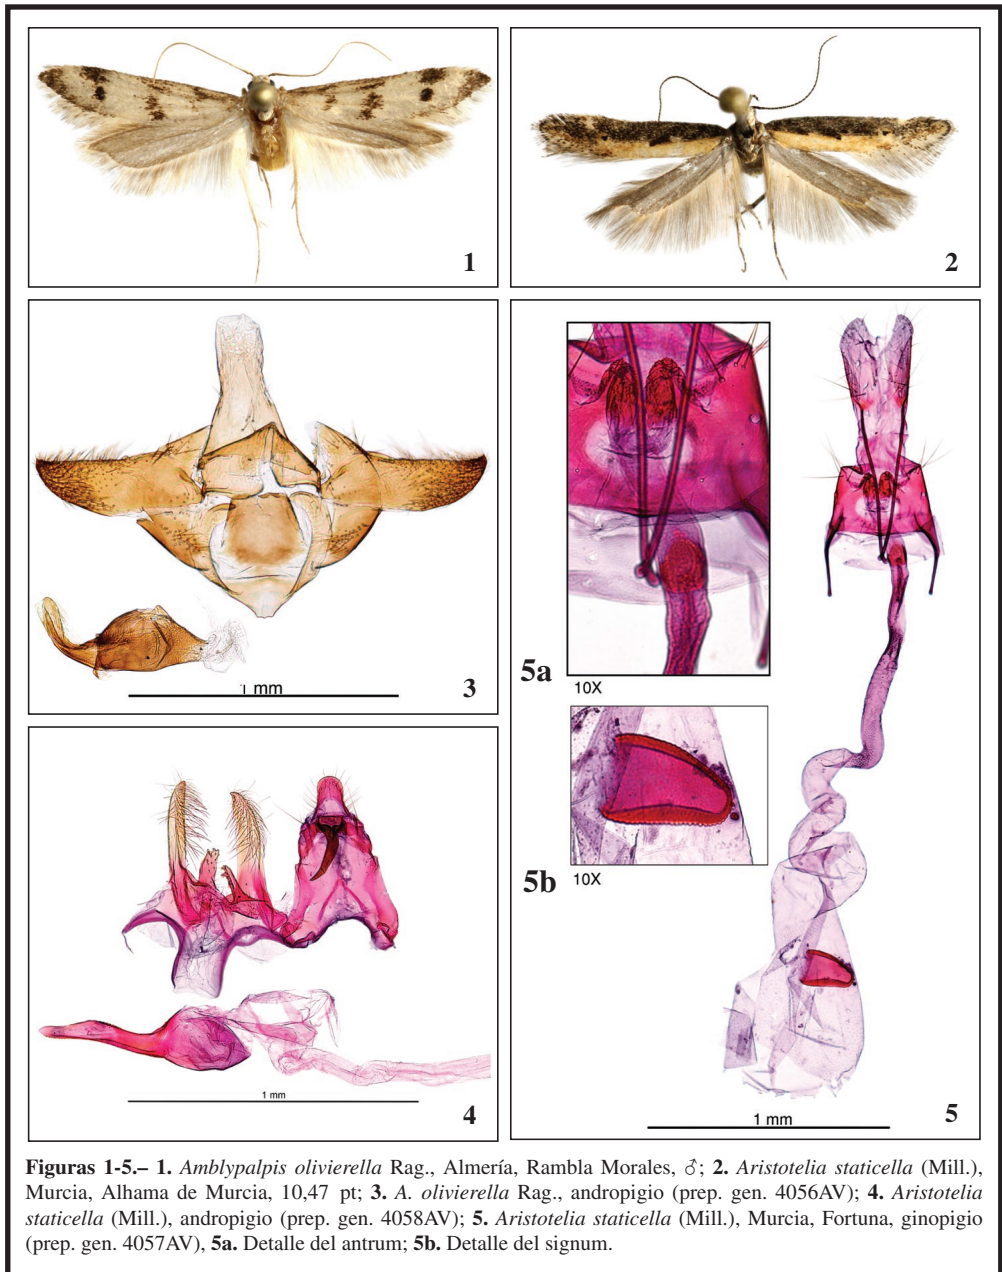 1
2
1 mm
3
5a
10X
5b
10X
1 mm
4
1 mm
5
Figuras 1-5.– 1. Amblypalpis olivierella Rag., Almería, Rambla Morales, ♂; 2. Aristotelia staticella (Mill.),
Murcia, Alhama de Murcia, 10,47 pt; 3. A. olivierella Rag., andropigio (prep. gen. 4056AV); 4. Aristotelia
staticella (Mill.), andropigio (prep. gen. 4058AV); 5. Aristotelia staticella (Mill.), Murcia, Fortuna, ginopigio
(prep. gen. 4057AV), 5a. Detalle del antrum; 5b. Detalle del signum.